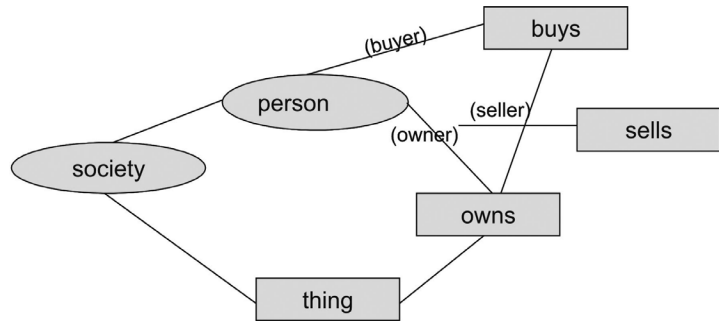 buys
(buyer)
person
(seller)
(owner)
sells
society
owns
thing